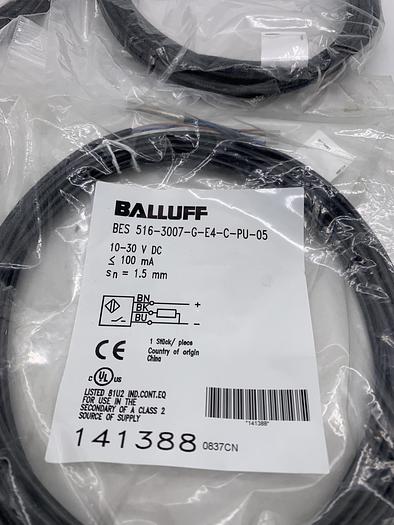 BALLUFF
BES 516-3007-G-E4-C-PU-05
10-30 V DC
≤ 100 mA
sn = 1.5 mm
BN +
BK
BU -
CE
1 Stück/ piece
Country of origin
China
c UL US
LISTED 81U2 IND.CONT.EQ
FOR USE IN THE
SECONDARY OF A CLASS 2
SOURCE OF SUPPLY
"141388"
141388 0837CN